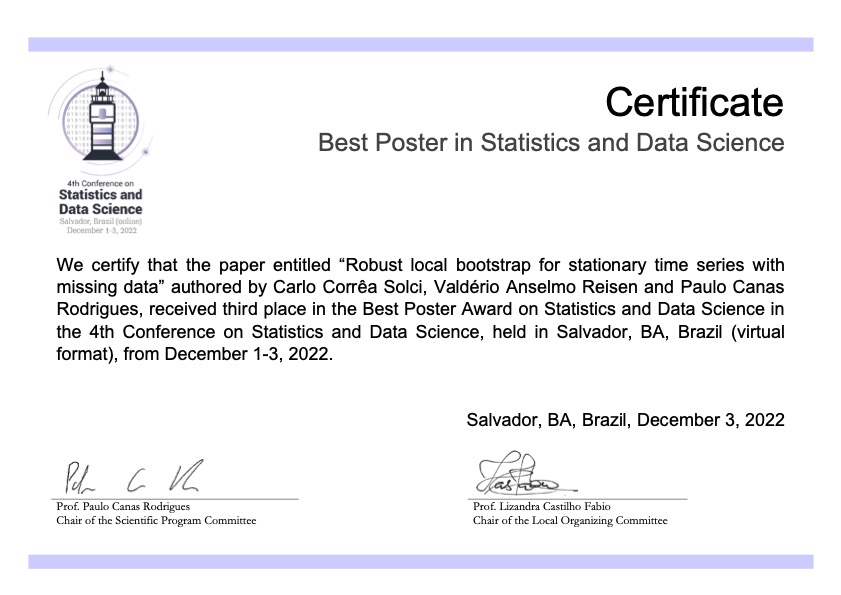 Certificate
Best Poster in Statistics and Data Science
4th Conference on
Statistics and
Data Science
Salvador, Brazil (online)
December 1-3, 2022
We certify that the paper entitled “Robust local bootstrap for stationary time series with
missing data” authored by Carlo Corrêa Solci, Valdério Anselmo Reisen and Paulo Canas
Rodrigues, received third place in the Best Poster Award on Statistics and Data Science in
the 4th Conference on Statistics and Data Science, held in Salvador, BA, Brazil (virtual
format), from December 1-3, 2022.
Salvador, BA, Brazil, December 3, 2022
Prof. Paulo Canas Rodrigues
Chair of the Scientific Program Committee
Prof. Lizandra Castilho Fabio
Chair of the Local Organizing Committee